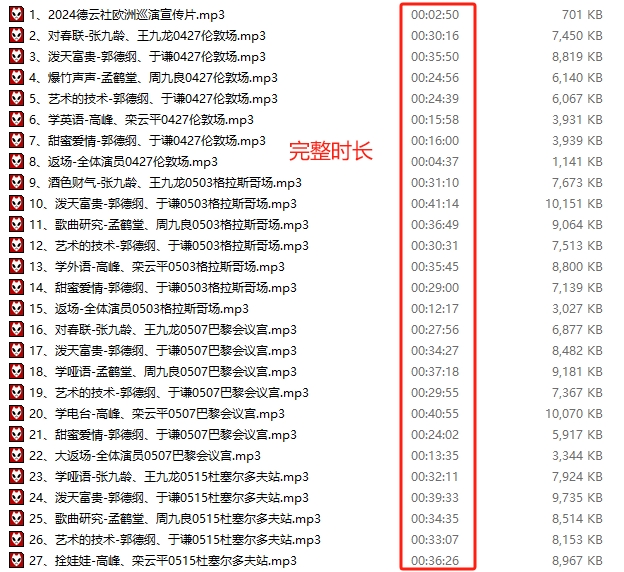 1、2024德云社欧洲巡演宣传片.mp3 00:02:50 701 KB
2、对春联-张九龄、王九龙0427伦敦场.mp3 00:30:16 7,450 KB
3、泼天富贵-郭德纲、于谦0427伦敦场.mp3 00:35:50 8,819 KB
4、爆竹声声-孟鹤堂、周九良0427伦敦场.mp3 00:24:56 6,140 KB
5、艺术的技术-郭德纲、于谦0427伦敦场.mp3 00:24:39 6,067 KB
6、学英语-高峰、栾云平0427伦敦场.mp3 00:15:58 3,931 KB
7、甜蜜爱情-郭德纲、于谦0427伦敦场.mp3 00:16:00 3,939 KB
完整时长
8、返场-全体演员0427伦敦场.mp3 00:04:37 1,141 KB
9、酒色财气-张九龄、王九龙0503格拉斯哥场.mp3 00:31:10 7,673 KB
10、泼天富贵-郭德纲、于谦0503格拉斯哥场.mp3 00:41:14 10,151 KB
11、歌曲研究-孟鹤堂、周九良0503格拉斯哥场.mp3 00:36:49 9,064 KB
12、艺术的技术-郭德纲、于谦0503格拉斯哥场.mp3 00:30:31 7,513 KB
13、学外语-高峰、栾云平0503格拉斯哥场.mp3 00:35:45 8,800 KB
14、甜蜜爱情-郭德纲、于谦0503格拉斯哥场.mp3 00:29:00 7,139 KB
15、返场-全体演员0503格拉斯哥场.mp3 00:12:17 3,027 KB
16、对春联-张九龄、王九龙0507巴黎会议宫.mp3 00:27:56 6,877 KB
17、泼天富贵-郭德纲、于谦0507巴黎会议宫.mp3 00:34:27 8,482 KB
18、学哑语-孟鹤堂、周九良0507巴黎会议宫.mp3 00:37:18 9,181 KB
19、艺术的技术-郭德纲、于谦0507巴黎会议宫.mp3 00:29:55 7,367 KB
20、学电台-高峰、栾云平0507巴黎会议宫.mp3 00:40:55 10,070 KB
21、甜蜜爱情-郭德纲、于谦0507巴黎会议宫.mp3 00:24:02 5,917 KB
22、大返场-全体演员0507巴黎会议宫.mp3 00:13:35 3,344 KB
23、学哑语-张九龄、王九龙0515杜塞尔多夫站.mp3 00:32:11 7,924 KB
24、泼天富贵-郭德纲、于谦0515杜塞尔多夫站.mp3 00:39:33 9,735 KB
25、歌曲研究-孟鹤堂、周九良0515杜塞尔多夫站.mp3 00:34:35 8,514 KB
26、艺术的技术-郭德纲、于谦0515杜塞尔多夫站.mp3 00:33:07 8,153 KB
27、拴娃娃-高峰、栾云平0515杜塞尔多夫站.mp3 00:36:26 8,967 KB